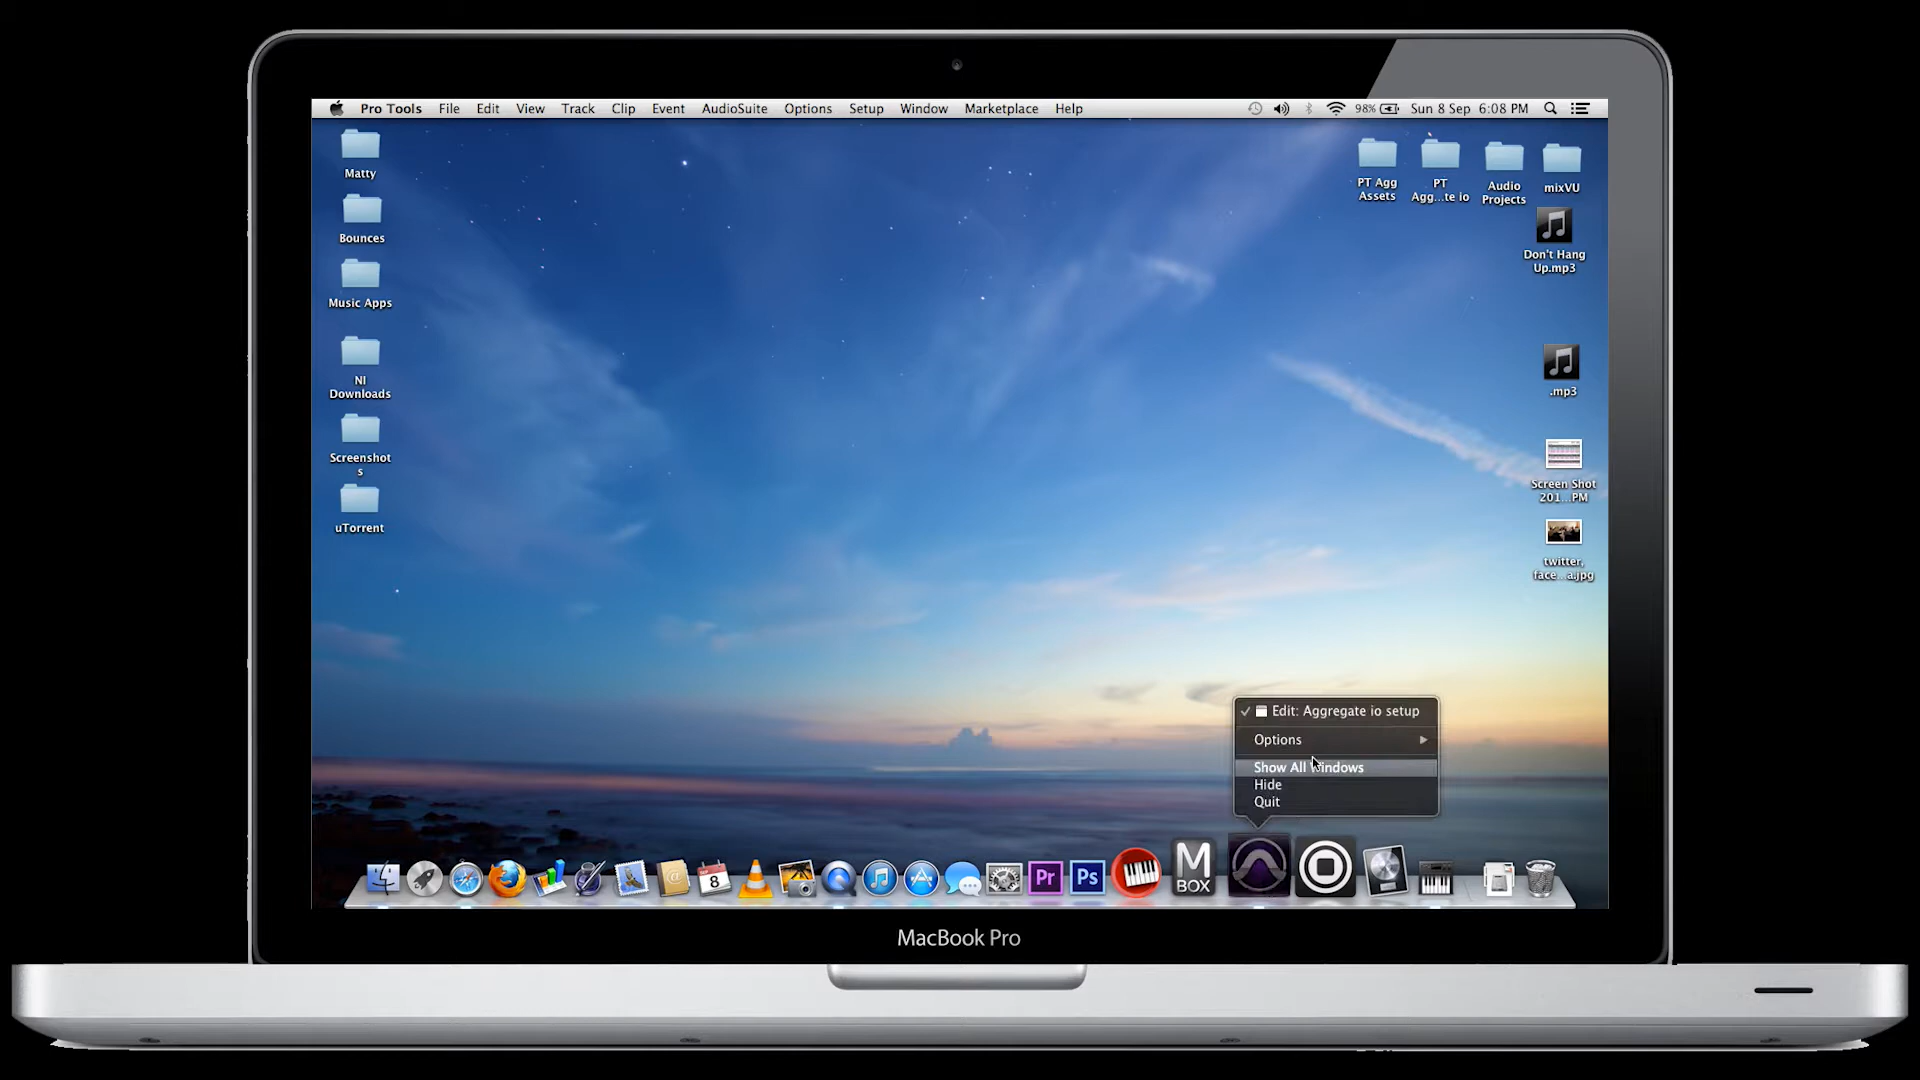 Pro Tools File Edit View Track Clip Event AudioSuite Options Setup Window Marketplace Help 98% Sun 8 Sep 6:08 PM
Matty
Bounces
Music Apps
NI
Downloads
Screenshot
s
uTorrent
PT Agg
Assets
PT
Agg...te io
Audio
Projects
mixVU
Don't Hang
Up.mp3
.mp3
Screen Shot
201...PM
twitter,
face...a.jpg
Edit: Aggregate io setup
Options
Show All Windows
Hide
Quit
SEP
8
Pr
Ps
M
BOX
MacBook Pro